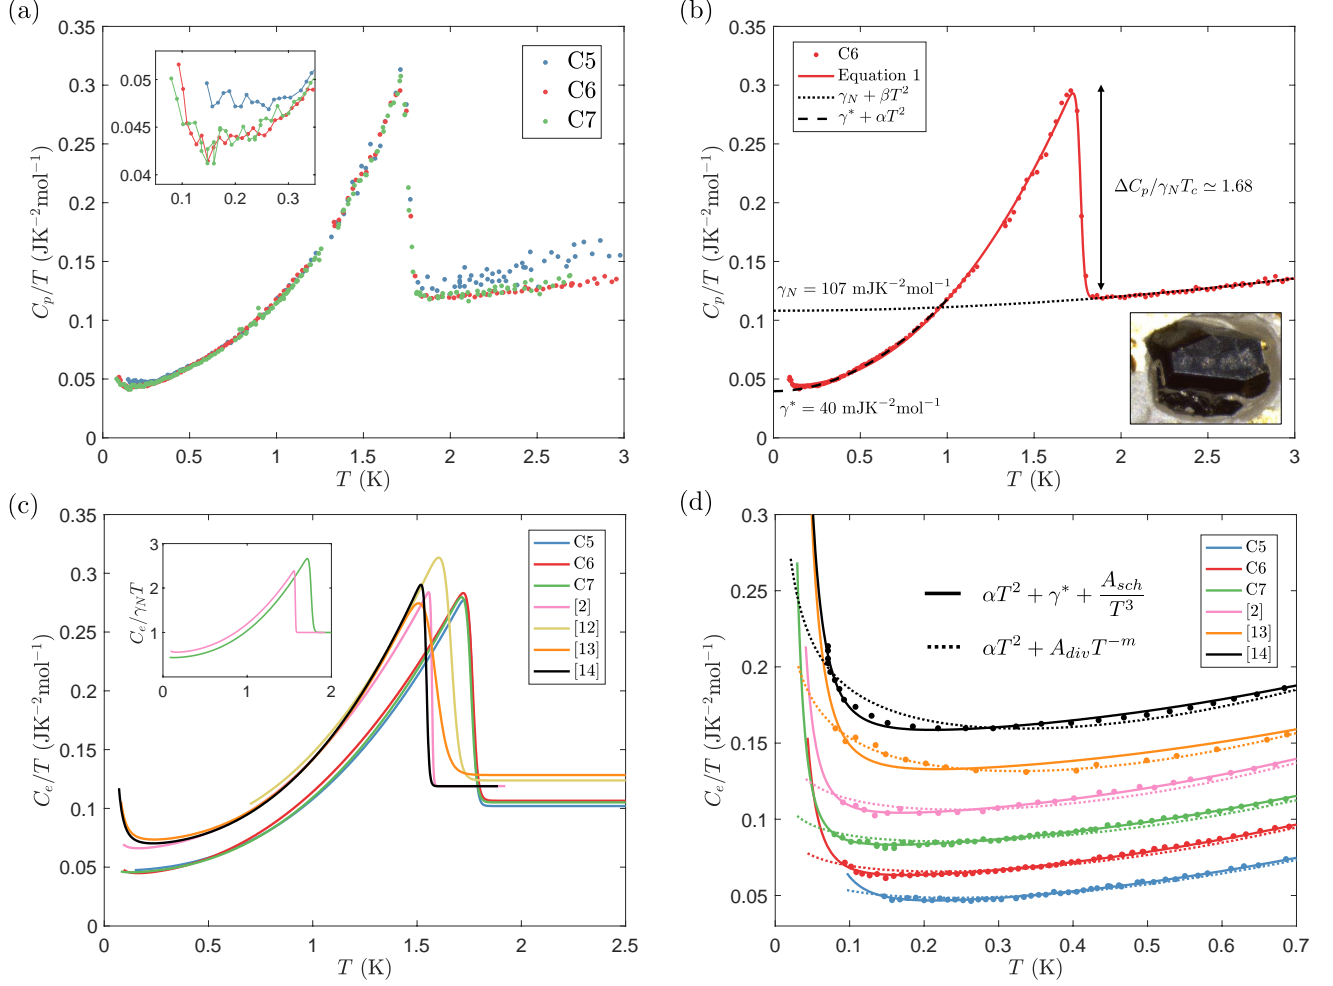 (a)
0.35
0.3
0.25
0.2
0.15
0.1
0.05
0
C_p/T (JK⁻²mol⁻¹)
0 0.5 1 1.5 2 2.5 3
T (K)
C5
C6
C7
0.05
0.045
0.04
0.1 0.2 0.3
(b)
0.35
0.3
0.25
0.2
0.15
0.1
0.05
0
C_p/T (JK⁻²mol⁻¹)
0 0.5 1 1.5 2 2.5 3
T (K)
C6
Equation 1
γ_N + βT²
γ* + αT²
ΔC_p/γ_N T_c ≃ 1.68
γ_N = 107 mJK⁻²mol⁻¹
γ* = 40 mJK⁻²mol⁻¹
(c)
0.35
0.3
0.25
0.2
0.15
0.1
0.05
0
C_e/T (JK⁻²mol⁻¹)
0 0.5 1 1.5 2 2.5
T (K)
C5
C6
C7
[2]
[12]
[13]
[14]
3
2
1
C_e/γ_N T
0 1 2
(d)
0.3
0.25
0.2
0.15
0.1
0.05
C_e/T (JK⁻²mol⁻¹)
0 0.1 0.2 0.3 0.4 0.5 0.6 0.7
T (K)
αT² + γ* + A_sch/T³
αT² + A_div T⁻ᵐ
C5
C6
C7
[2]
[13]
[14]